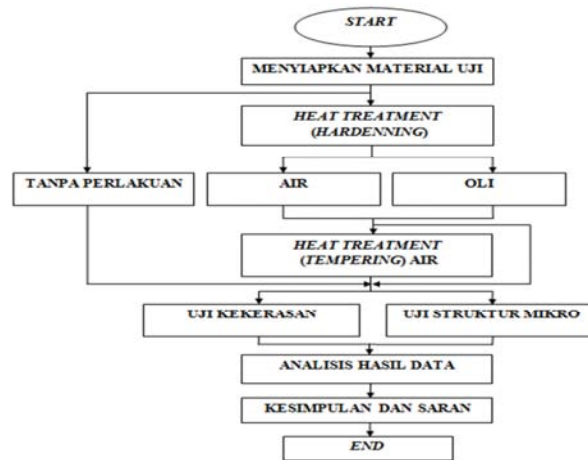 START
MENYIAPKAN MATERIAL UJI
HEAT TREATMENT
(HARDENNING)
TANPA PERLAKUAN
AIR
OLI
HEAT TREATMENT
(TEMPERING) AIR
UJI KEKERASAN
UJI STRUKTUR MIKRO
ANALISIS HASIL DATA
KESIMPULAN DAN SARAN
END